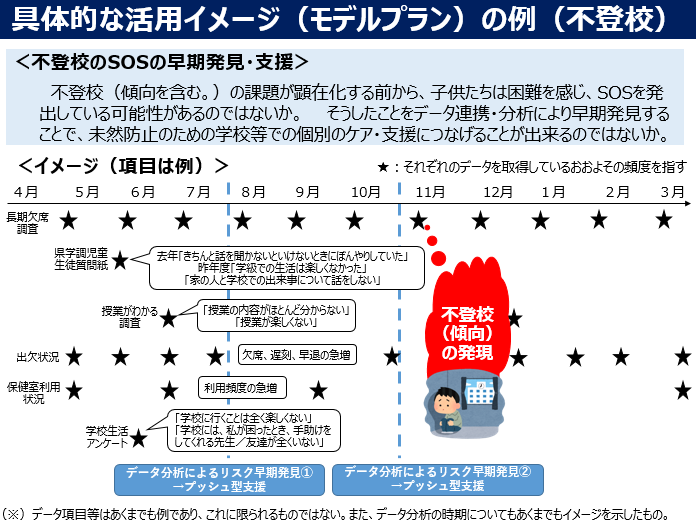 具体的な活用イメージ（モデルプラン）の例（不登校）
＜不登校のSOSの早期発見・支援＞
不登校（傾向を含む。）の課題が顕在化する前から、子供たちは困難を感じ、SOSを発
出している可能性があるのではないか。　そうしたことをデータ連携・分析により早期発見する
ことで、未然防止のための学校等での個別のケア・支援につなげることが出来るのではないか。
＜イメージ（項目は例）＞
★：それぞれのデータを取得しているおおよその頻度を指す
4月 5月 6月 7月 8月 9月 10月 11月 12月 1月 2月 3月
長期欠席
調査
県学調児童
生徒質問紙
去年「きちんと話を聞かないといけないときにぼんやりしていた」
昨年度「学級での生活は楽しくなかった」
「家の人と学校での出来事について話をしない」
授業がわかる
調査
「授業の内容がほとんど分からない」
「授業が楽しくない」
不登校
（傾向）
の発現
出欠状況
欠席、遅刻、早退の急増
保健室利用
状況
利用頻度の急増
学校生活
アンケート
「学校に行くことは全く楽しくない」
「学校には、私が困ったとき、手助けを
してくれる先生／友達が全くいない」
データ分析によるリスク早期発見①
→プッシュ型支援
データ分析によるリスク早期発見②
→プッシュ型支援
（※）データ項目等はあくまでも例であり、これに限られるものではない。また、データ分析の時期についてもあくまでもイメージを示したもの。